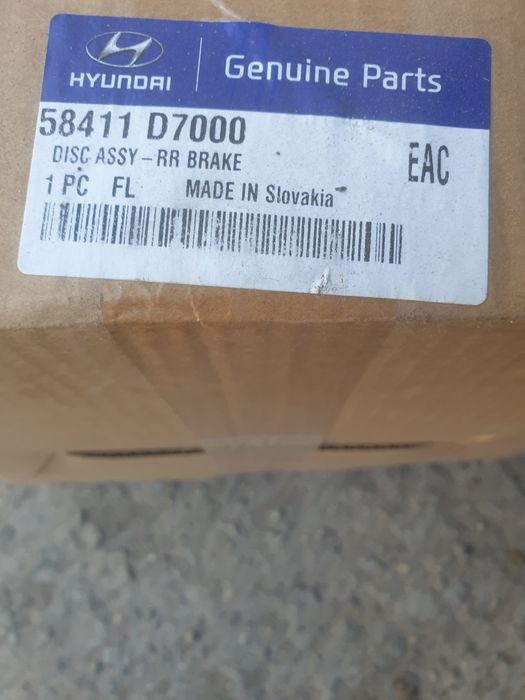 HYUNDAI
Genuine Parts
58411 D7000
DISC ASSY-RR BRAKE
EAC
1 PC FL MADE IN Slovakia